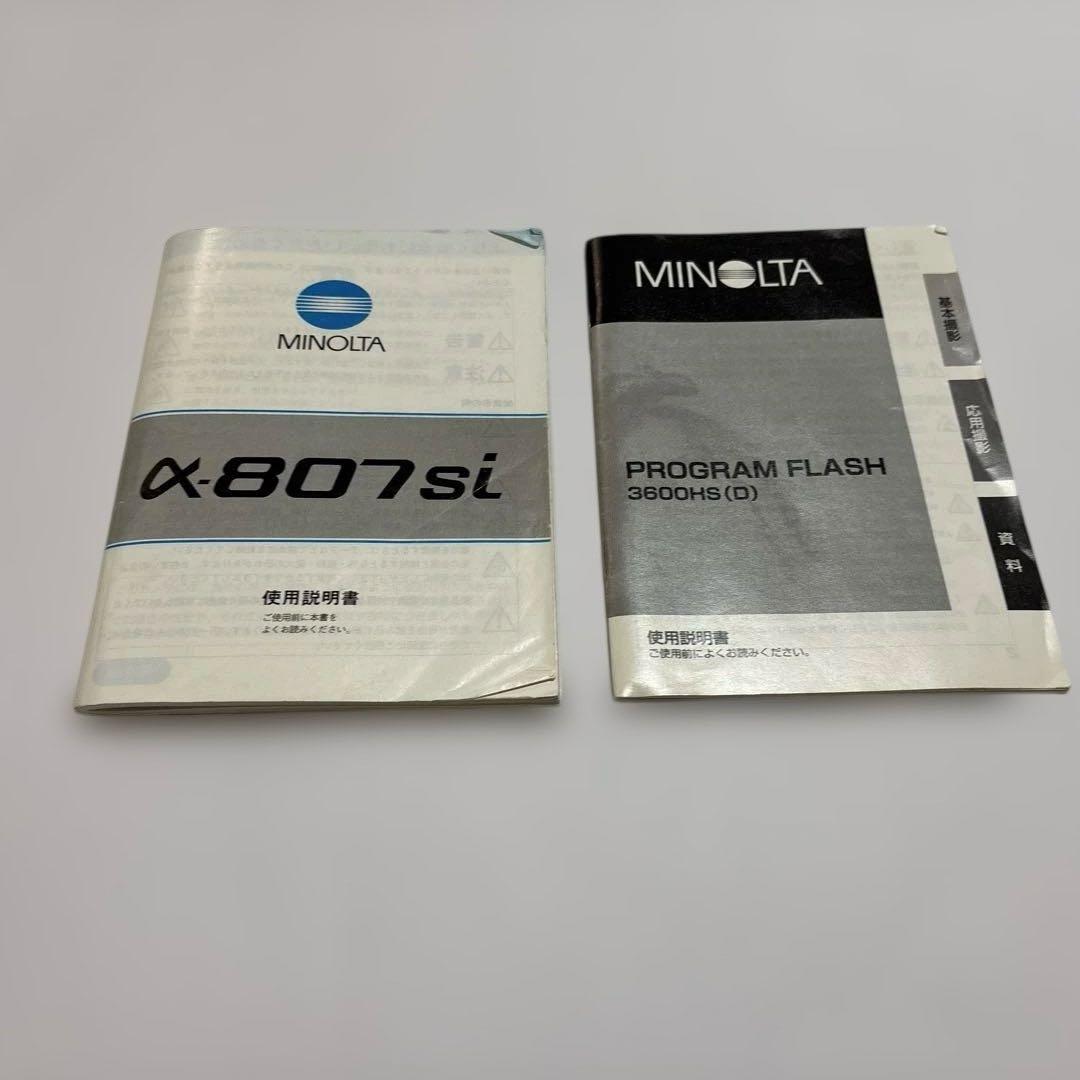 MINOLTA
α-807si
使用説明書
ご使用前に本書を
よくお読みください。
MINOLTA
PROGRAM FLASH
3600HS(D)
使用説明書
ご使用前によくお読みください。
基本撮影
応用撮影
資料